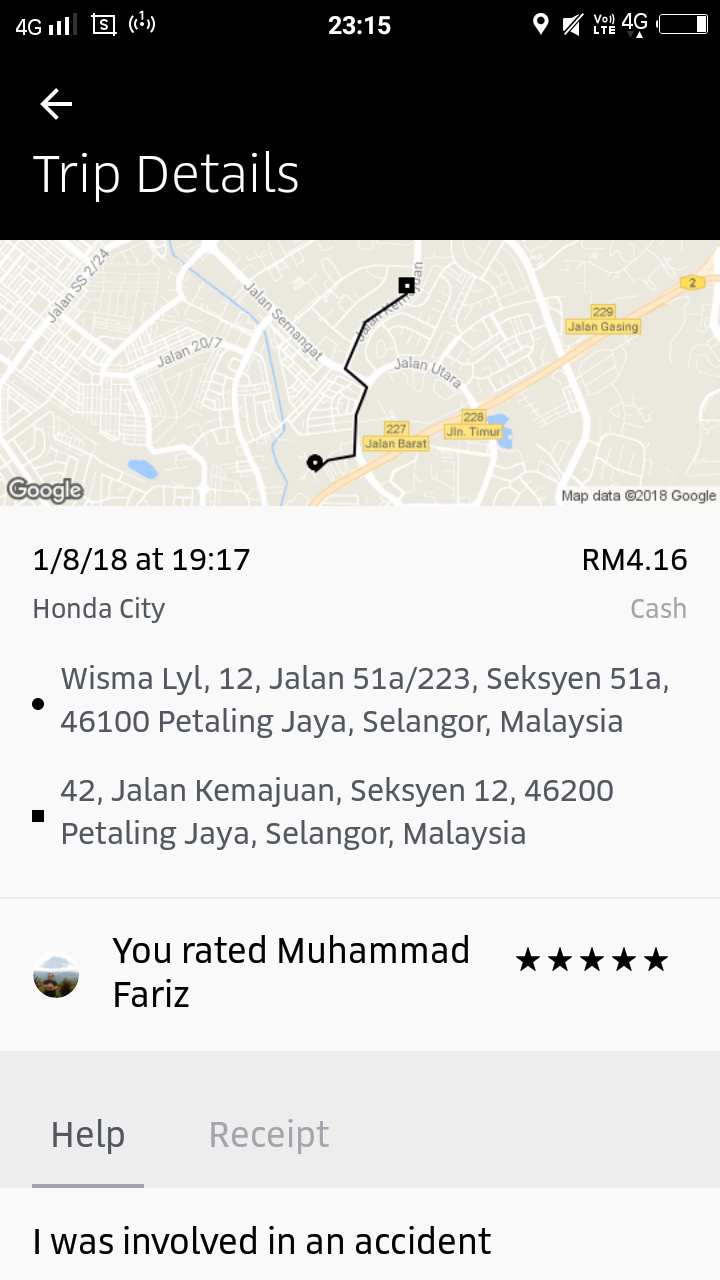 4G S 1 23:15 Vo)) LTE 4G
Trip Details
Jalan SS 2/24
Jalan Semangat
Jalan 20/7
Jalan Utara
2
229
Jalan Gasing
228
Jln. Timur
227
Jalan Barat
Google
Map data ©2018 Google
1/8/18 at 19:17 RM4.16
Honda City Cash
Wisma Lyl, 12, Jalan 51a/223, Seksyen 51a,
46100 Petaling Jaya, Selangor, Malaysia
42, Jalan Kemajuan, Seksyen 12, 46200
Petaling Jaya, Selangor, Malaysia
You rated Muhammad
Fariz
Help Receipt
I was involved in an accident